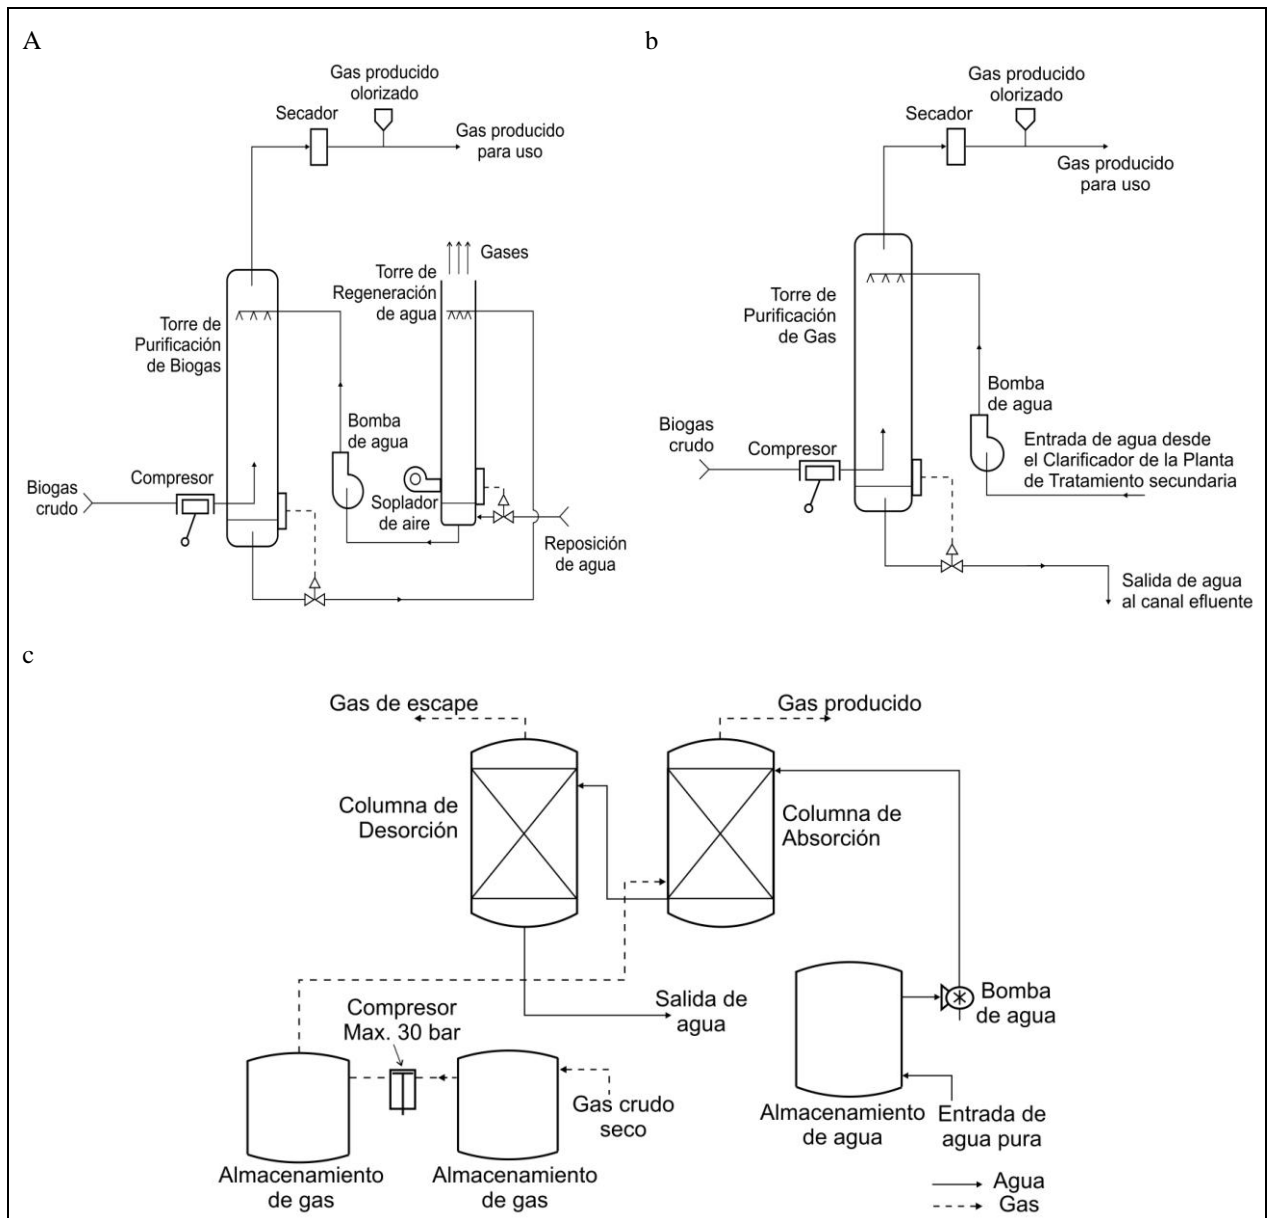 A
Gas producido
olorizado
Secador
Gas producido
para uso
Gases
Torre de
Regeneración
de agua
Torre de
Purificación
de Biogas
Bomba
de agua
Compresor
Biogas
crudo
Soplador
de aire
Reposición
de agua
b
Gas producido
olorizado
Secador
Gas producido
para uso
Torre de
Purificación
de Gas
Bomba
de agua
Biogas
crudo
Compresor
Entrada de agua desde
el Clarificador de la Planta
de Tratamiento secundaria
Salida de agua
al canal efluente
c
Gas de escape
Gas producido
Columna de
Desorción
Columna de
Absorción
Compresor
Max. 30 bar
Salida de
agua
Bomba
de agua
Gas crudo
seco
Almacenamiento
de agua
Entrada de
agua pura
Almacenamiento
de gas
Almacenamiento
de gas
Agua
Gas